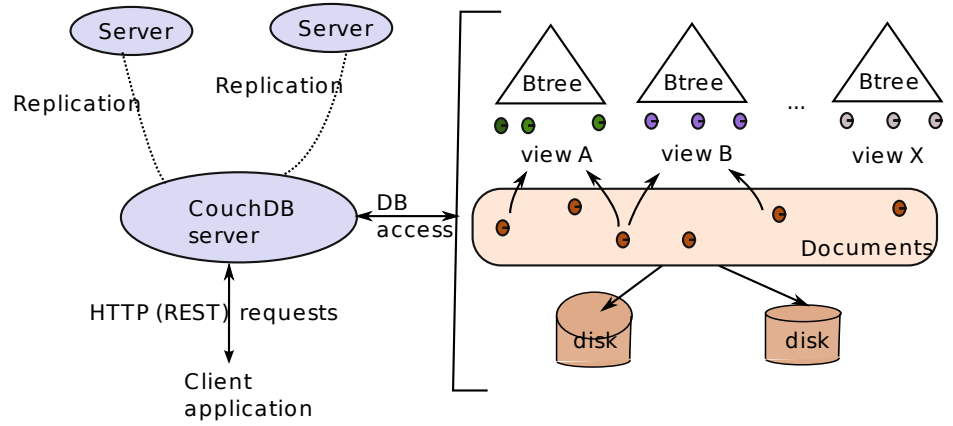 Server
Server
Replication
Replication
CouchDB
server
DB
access
HTTP (REST) requests
Client
application
Btree
Btree
Btree
...
view A
view B
view X
Documents
disk
disk